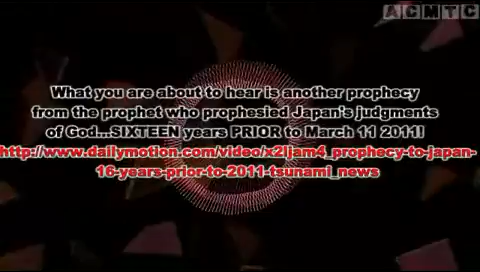 ACMTC
What you are about to hear is another prophecy
from the prophet who prophesied Japan's judgments
of God...SIXTEEN years PRIOR to March 11 2011!
http://www.dailymotion.com/video/x2ljam4_prophecy-to-japan-
16-years-prior-to-2011-tsunami_news